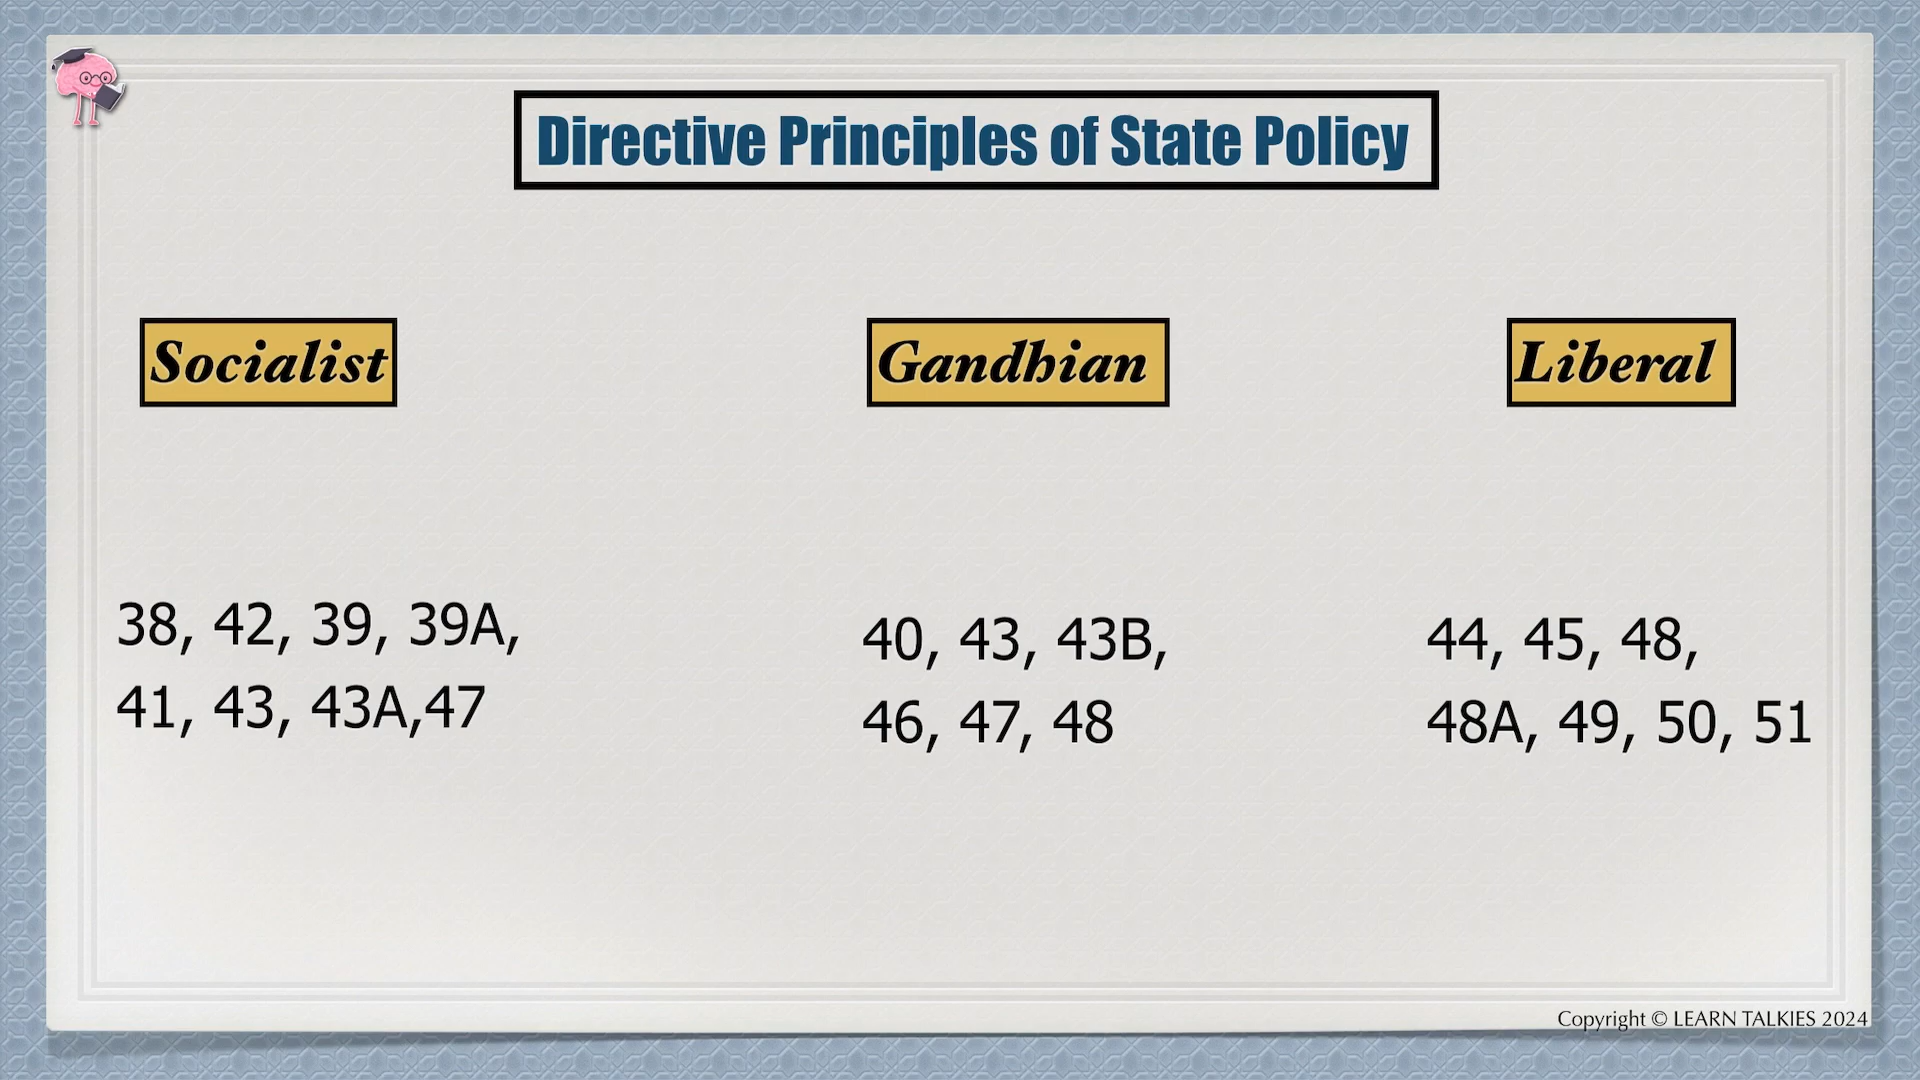 Directive Principles of State Policy
Socialist
Gandhian
Liberal
38, 42, 39, 39A,
41, 43, 43A,47
40, 43, 43B,
46, 47, 48
44, 45, 48,
48A, 49, 50, 51
Copyright © LEARN TALKIES 2024